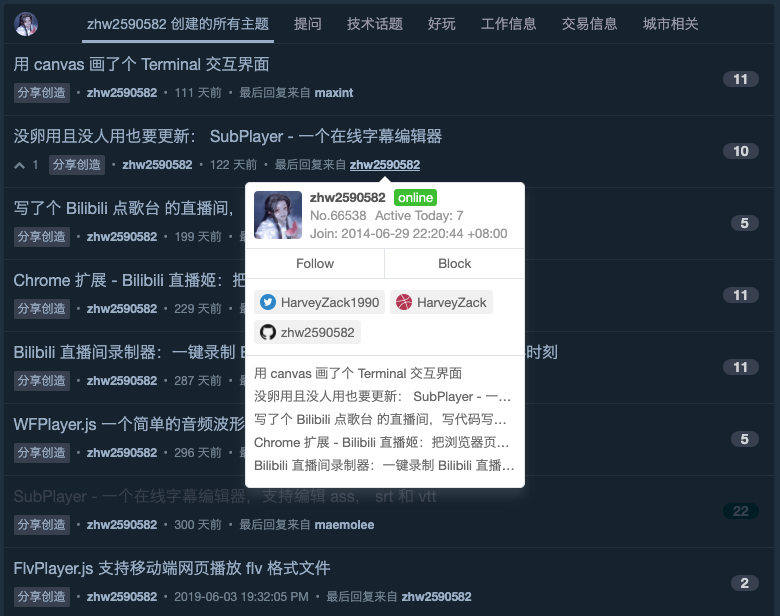 zhw2590582 创建的所有主题 提问 技术话题 好玩 工作信息 交易信息 城市相关
用 canvas 画了个 Terminal 交互界面
11
分享创造 • zhw2590582 • 111 天前 • 最后回复来自 maxint
没卵用且没人用也要更新： SubPlayer - 一个在线字幕编辑器
10
1 分享创造 • zhw2590582 • 122 天前 • 最后回复来自 zhw2590582
写了个 Bilibili 点歌台 的直播间，
5
分享创造 • zhw2590582 • 199 天前 •
Chrome 扩展 - Bilibili 直播姬：把
11
分享创造 • zhw2590582 • 229 天前 •
Bilibili 直播间录制器：一键录制 时刻
11
分享创造 • zhw2590582 • 287 天前 •
WFPlayer.js 一个简单的音频波形
5
分享创造 • zhw2590582 • 296 天前 •
SubPlayer - 一个在线字幕编辑器，支持编辑 ass， srt 和 vtt
22
分享创造 • zhw2590582 • 300 天前 • 最后回复来自 maemolee
FlvPlayer.js 支持移动端网页播放 flv 格式文件
2
分享创造 • zhw2590582 • 2019-06-03 19:32:05 PM • 最后回复来自 zhw2590582
zhw2590582 online
No.66538 Active Today: 7
Join: 2014-06-29 22:20:44 +08:00
Follow Block
HarveyZack1990 HarveyZack
zhw2590582
用 canvas 画了个 Terminal 交互界面
没卵用且没人用也要更新： SubPlayer - 一...
写了个 Bilibili 点歌台 的直播间，写代码写...
Chrome 扩展 - Bilibili 直播姬：把浏览器页...
Bilibili 直播间录制器：一键录制 Bilibili 直播...